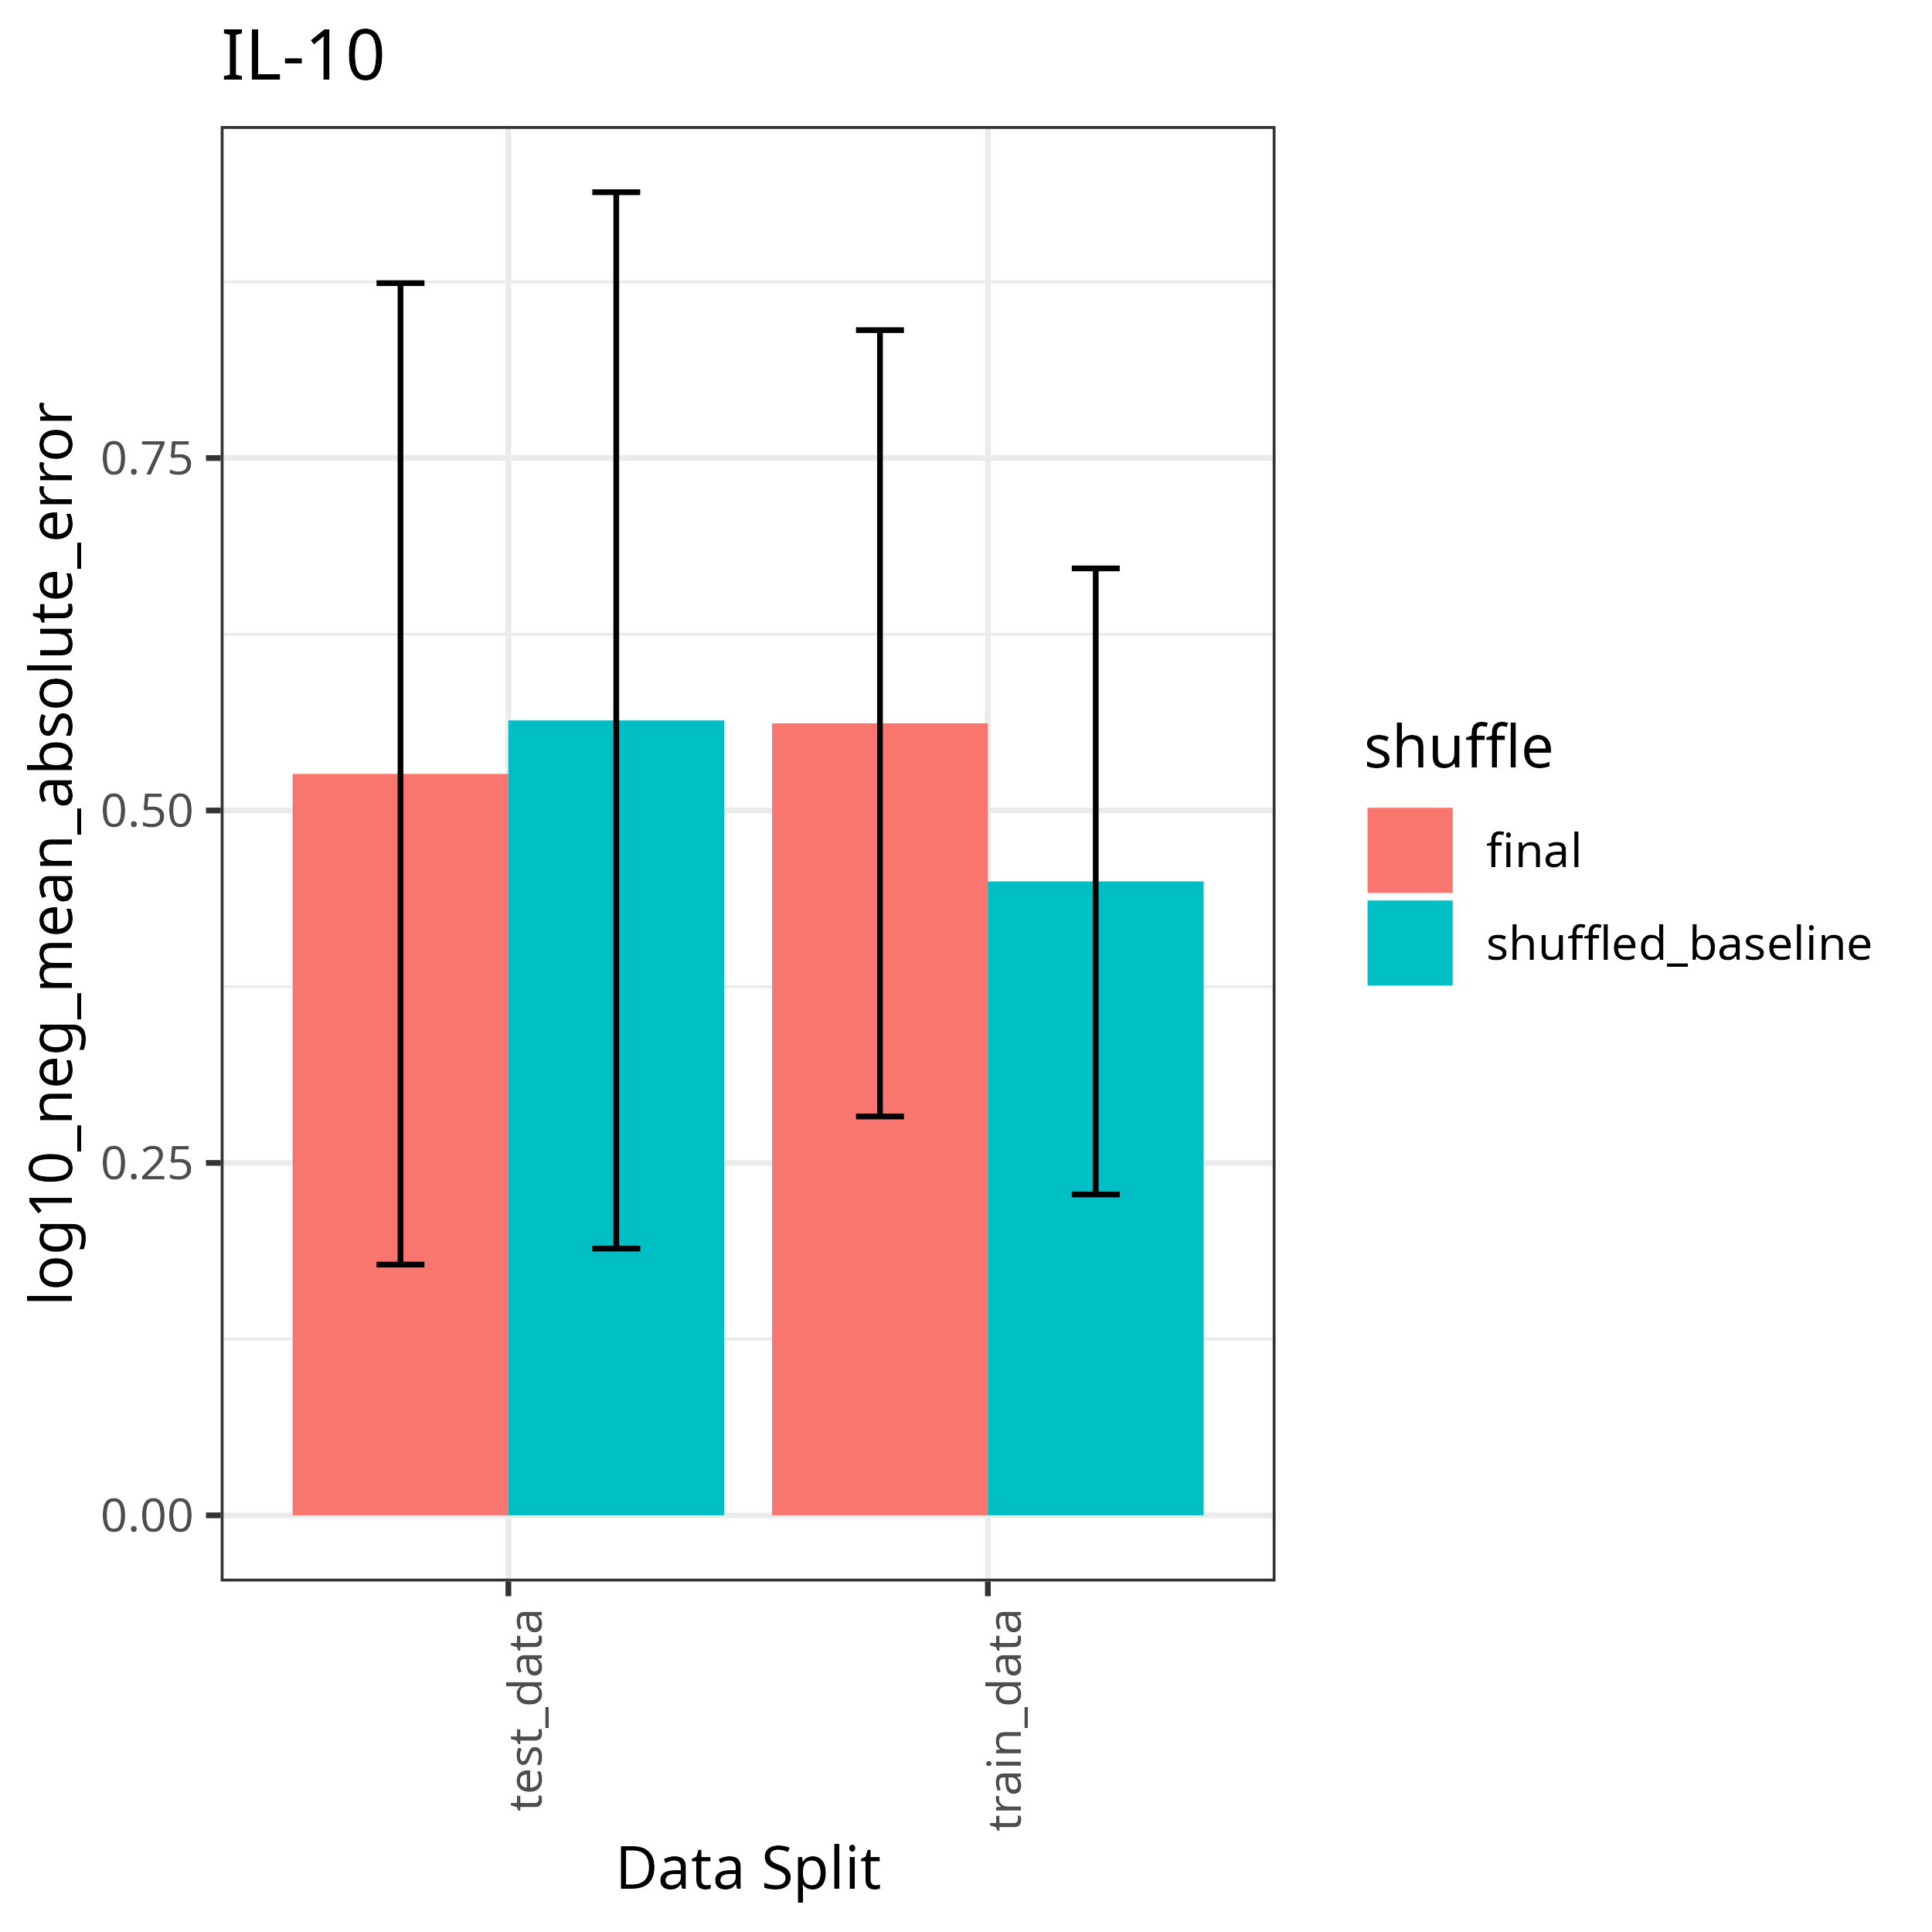 IL-10
log10_neg_mean_absolute_error
0.75
0.50
0.25
0.00
test_data
train_data
Data Split
shuffle
final
shuffled_baseline